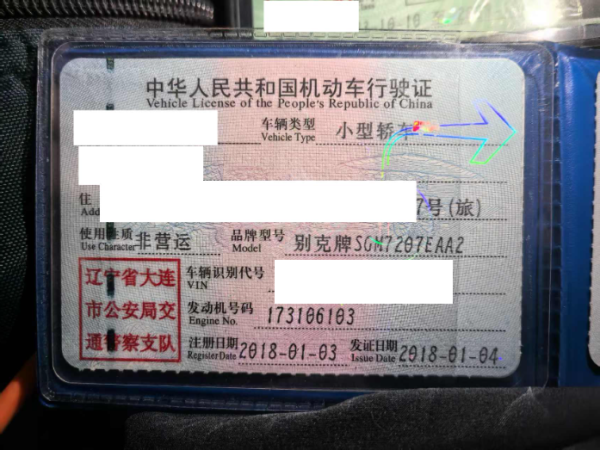 中华人民共和国机动车行驶证
Vehicle License of the People's Republic of China
车辆类型 小型轿车
Vehicle Type
住 7号(旅)
Add
使用性质 非营运 品牌型号 别克牌SGM7207EAA2
Use Character Model
辽宁省大连 车辆识别代号
VIN
市公安局交 发动机号码 173106103
Engine No.
通警察支队 注册日期 2018-01-03 发证日期 2018-01-04
Register Date Issue Date